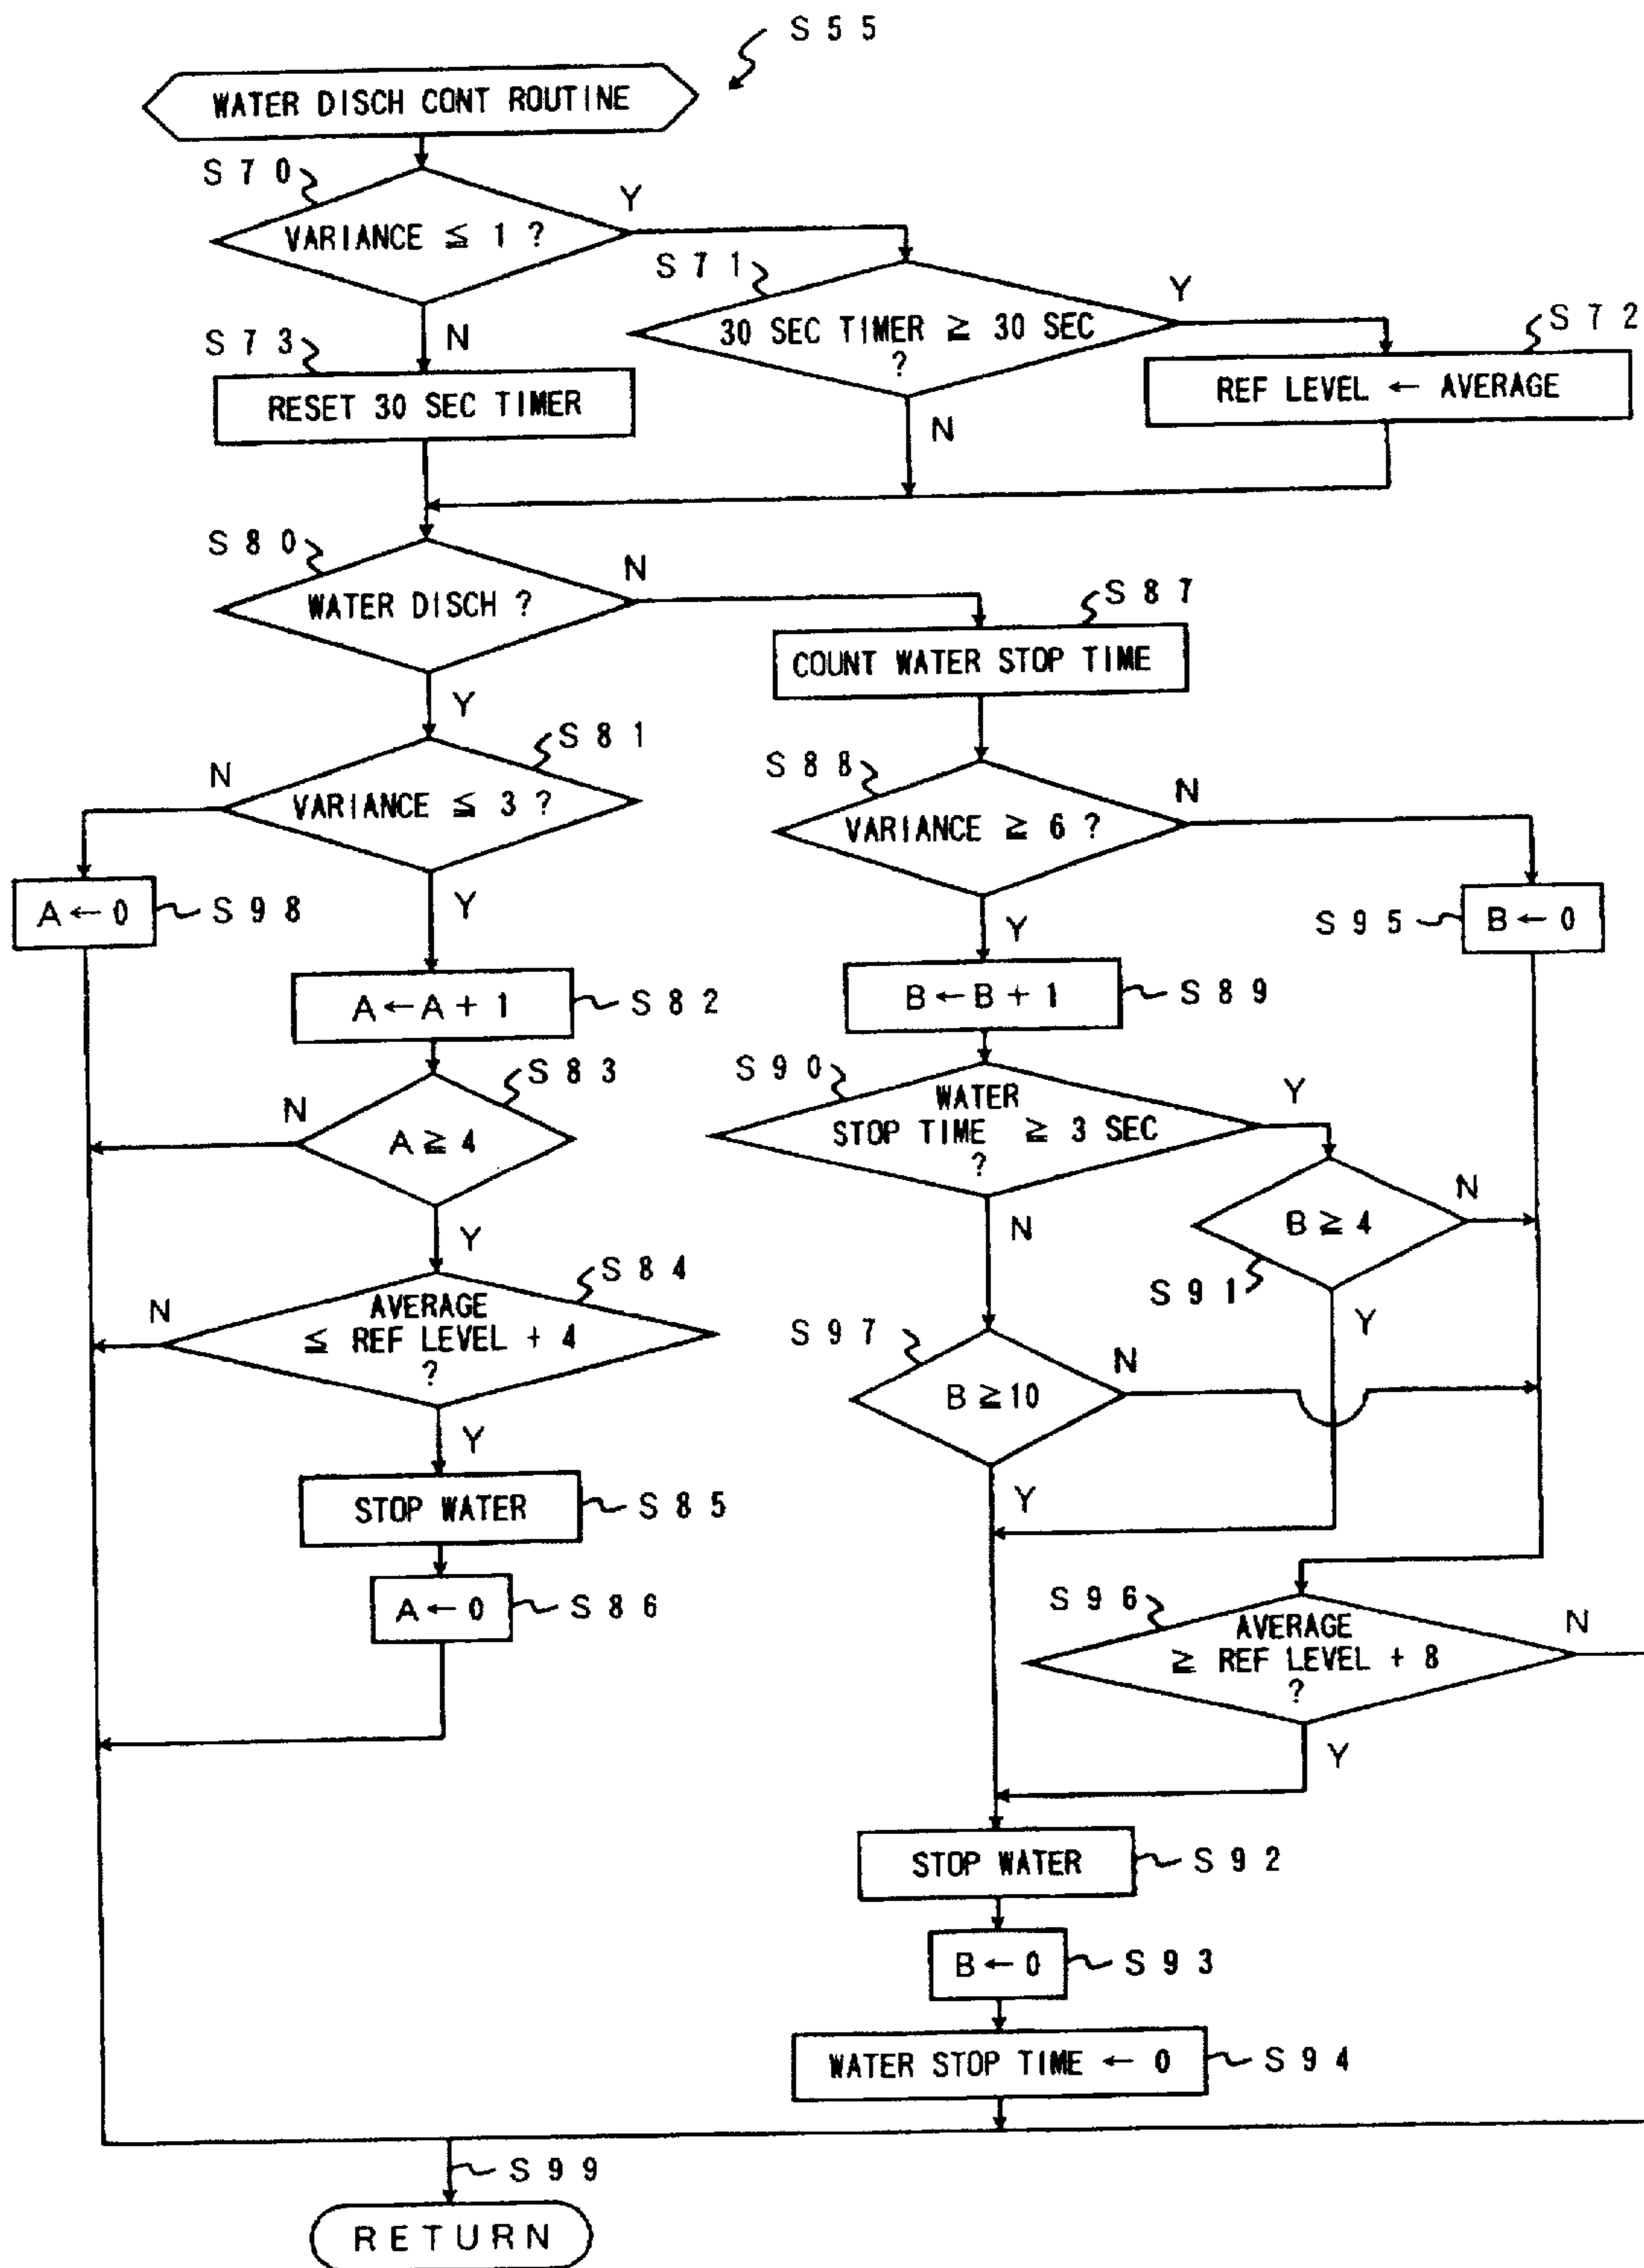 S55
WATER DISCH CONT ROUTINE
S70
VARIANCE ≦ 1 ?
Y
N
S71
30 SEC TIMER ≧ 30 SEC
?
Y
N
S72
REF LEVEL ← AVERAGE
S73
RESET 30 SEC TIMER
S80
WATER DISCH ?
N
Y
S87
COUNT WATER STOP TIME
S81
VARIANCE ≦ 3 ?
N
Y
S88
VARIANCE ≧ 6 ?
N
Y
A ← 0
S98
S95
B ← 0
A ← A + 1
S82
B ← B + 1
S89
S83
A ≧ 4
N
Y
S90
WATER
STOP TIME ≧ 3 SEC
?
Y
N
B ≧ 4
N
S91
Y
S84
AVERAGE
≦ REF LEVEL + 4
?
N
Y
S97
B ≧ 10
N
Y
STOP WATER
S85
A ← 0
S86
S96
AVERAGE
≧ REF LEVEL + 8
?
N
Y
STOP WATER
S92
B ← 0
S93
WATER STOP TIME ← 0
S94
S99
RETURN